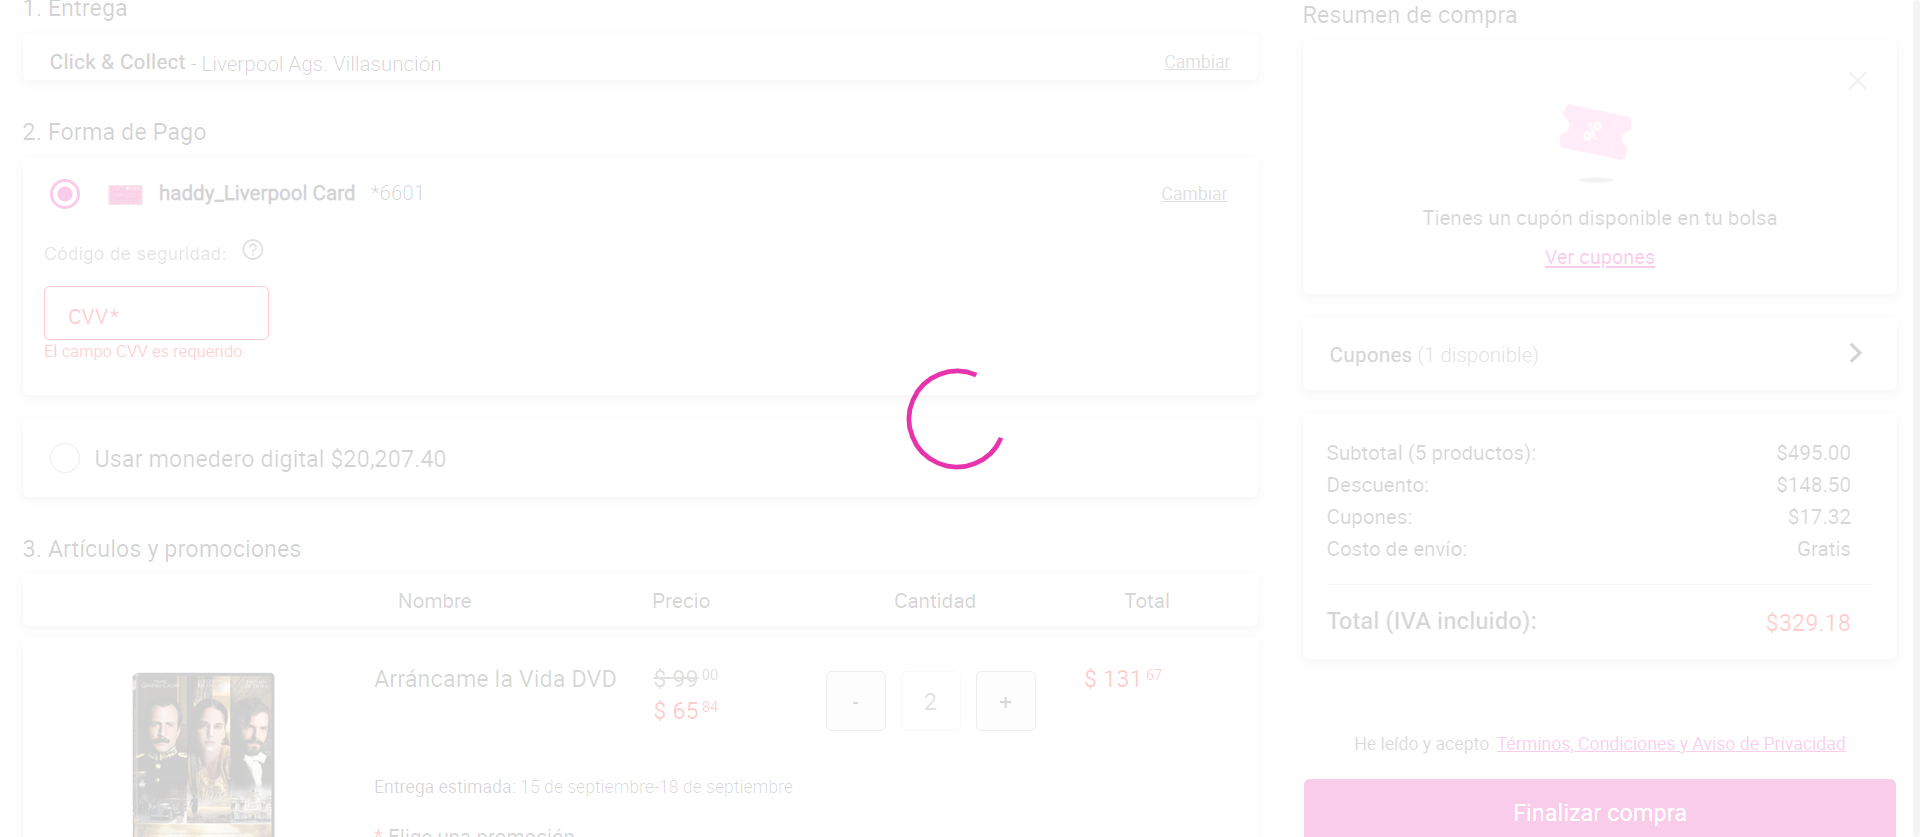 1. Entrega
Click & Collect - Liverpool Ags. Villasunción
Cambiar
2. Forma de Pago
haddy_Liverpool Card *6601
Cambiar
Código de seguridad: ?
CVV*
El campo CVV es requerido
Usar monedero digital $20,207.40
3. Artículos y promociones
Nombre Precio Cantidad Total
Arráncame la Vida DVD
$ 99 00
$ 65 84
- 2 +
$ 131 67
Entrega estimada: 15 de septiembre-18 de septiembre
* Elige una promoción
Resumen de compra
%
Tienes un cupón disponible en tu bolsa
Ver cupones
Cupones (1 disponible)
Subtotal (5 productos): $495.00
Descuento: $148.50
Cupones: $17.32
Costo de envío: Gratis
Total (IVA incluido): $329.18
He leído y acepto Términos, Condiciones y Aviso de Privacidad
Finalizar compra